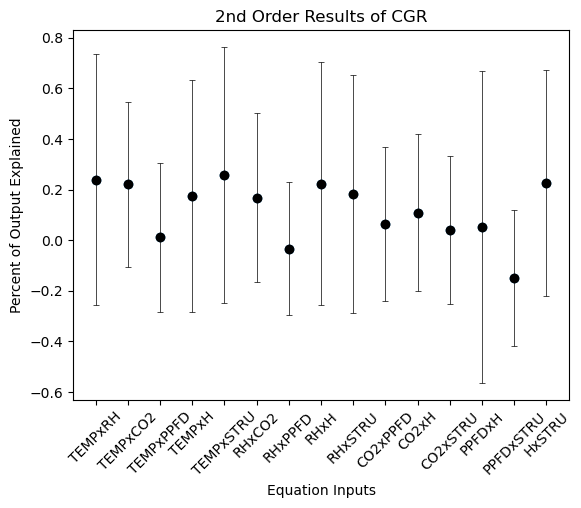 2nd Order Results of CGR
Percent of Output Explained
0.8
0.6
0.4
0.2
0.0
−0.2
−0.4
−0.6
TEMPxRH
TEMPxCO2
TEMPxPPFD
TEMPxH
TEMPxSTRU
RHxCO2
RHxPPFD
RHxH
RHxSTRU
CO2xPPFD
CO2xH
CO2xSTRU
PPFDxH
PPFDxSTRU
HxSTRU
Equation Inputs